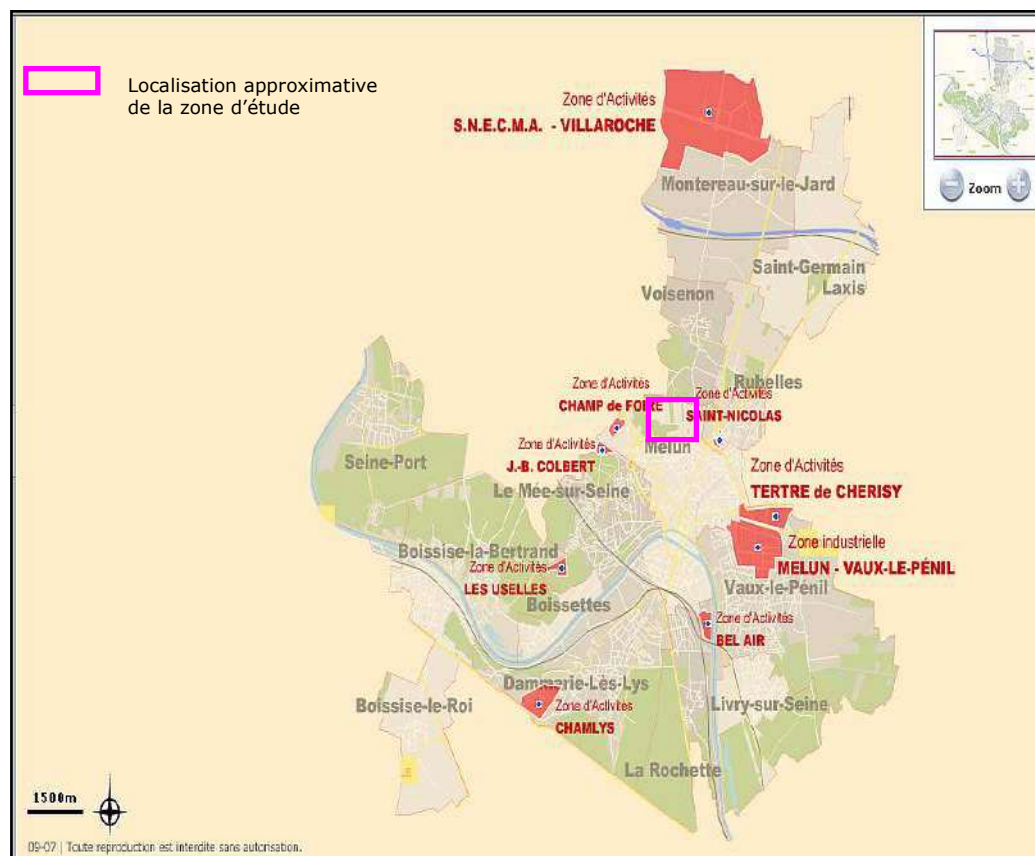 Localisation approximative
de la zone d'étude
Zone d'Activités
S.N.E.C.M.A. - VILLAROCHE
Zoom
Montereau-sur-le-Jard
Saint-Germain
Laxis
Voisenon
Rubelles
Zone d'Activités
CHAMP de FOIRE
Zone d'Activités
SAINT-NICOLAS
Melun
Zone d'Activités
J.-B. COLBERT
Seine-Port
Le Mée-sur-Seine
Zone d'Activités
TERTRE de CHERISY
Zone industrielle
MELUN - VAUX-LE-PÉNIL
Boissise-la-Bertrand
Zone d'Activités
LES USELLES
Boissettes
Vaux-le-Pénil
Zone d'Activités
BEL AIR
Dammarie-Lès-Lys
Boissise-le-Roi
Zone d'Activités
CHAMLYS
Livry-sur-Seine
La Rochette
1500m
09-07 | Toute reproduction est interdite sans autorisation.